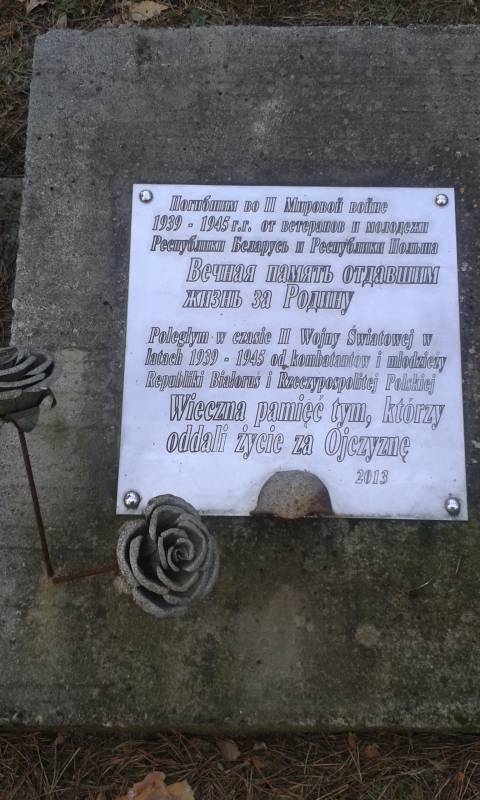 Погибшим во II Мировой войне
1939 - 1945 г.г. от ветеранов и молодежи
Республики Беларусь и Республики Польша
Вечная память отдавшим
жизнь за Родину
Poległym w czasie II Wojny Światowej w
latach 1939 - 1945 od kombatantów i młodzieży
Republiki Białoruś i Rzeczypospolitej Polskiej
Wieczna pamięć tym, którzy
oddali życie za Ojczyznę
2013